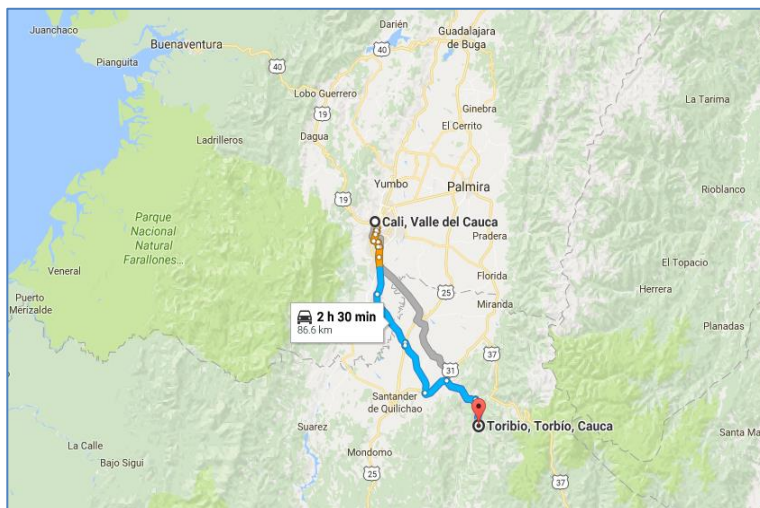 Juanchaco
Pianguita
Buenaventura
40
Darién
40
Guadalajara
de Buga
Lobo Guerrero
19
Ladrilleros
Dagua
Ginebra
El Cerrito
La Tarima
Yumbo
Palmira
19
Rioblanco
Cali, Valle del Cauca
Parque
Nacional
Natural
Farallones...
Pradera
Veneral
Florida
El Topacio
25
Herrera
Puerto
Merizalde
Miranda
2 h 30 min
86.6 km
Planadas
37
31
Santander
de Quilichao
Toribio, Torbío, Cauca
Suarez
Santa Ma
La Calle
Mondomo
Bajo Sigui
25
37